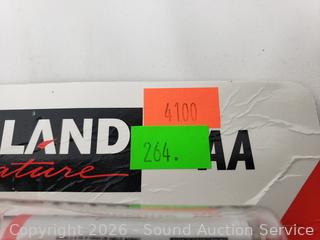 4100
LAND
264. AA
ature
Copyright © 2026 - Sound Auction Service